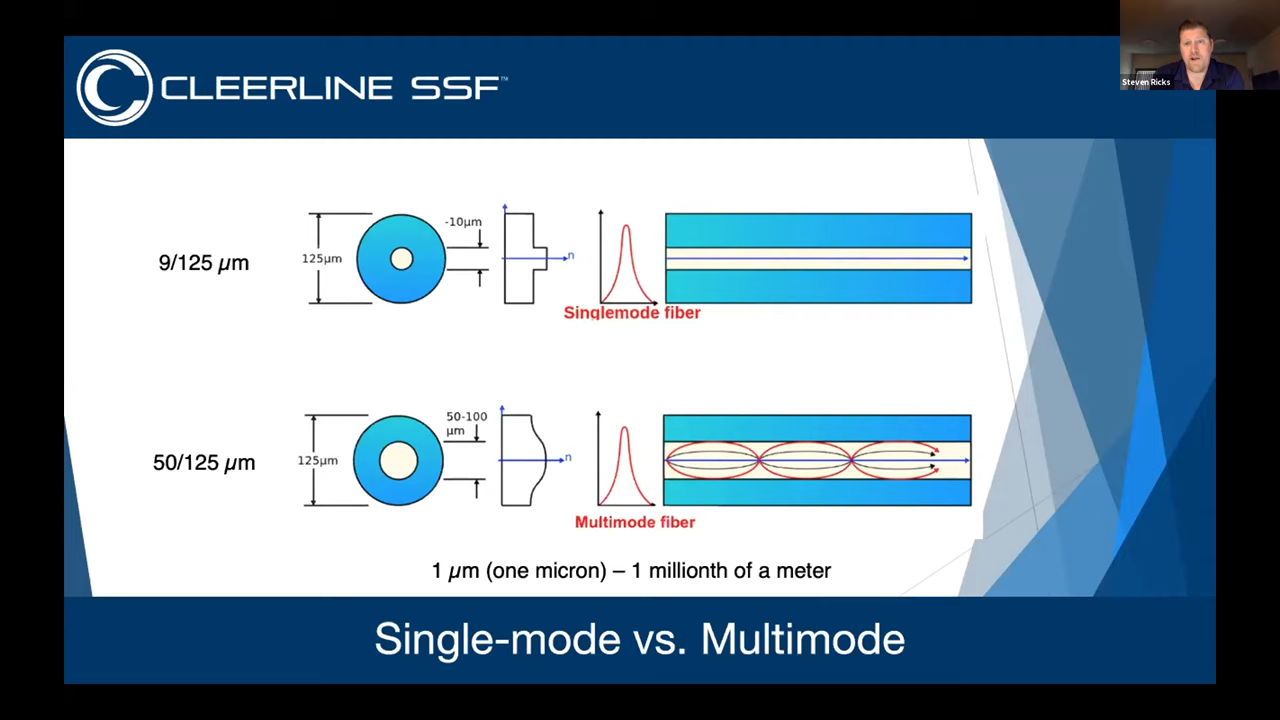 CLEERLINE SSF™
Steven Ricks
9/125 µm
125µm
-10µm
n
Singlemode fiber
50/125 µm
125µm
50-100
µm
n
Multimode fiber
1 µm (one micron) – 1 millionth of a meter
Single-mode vs. Multimode